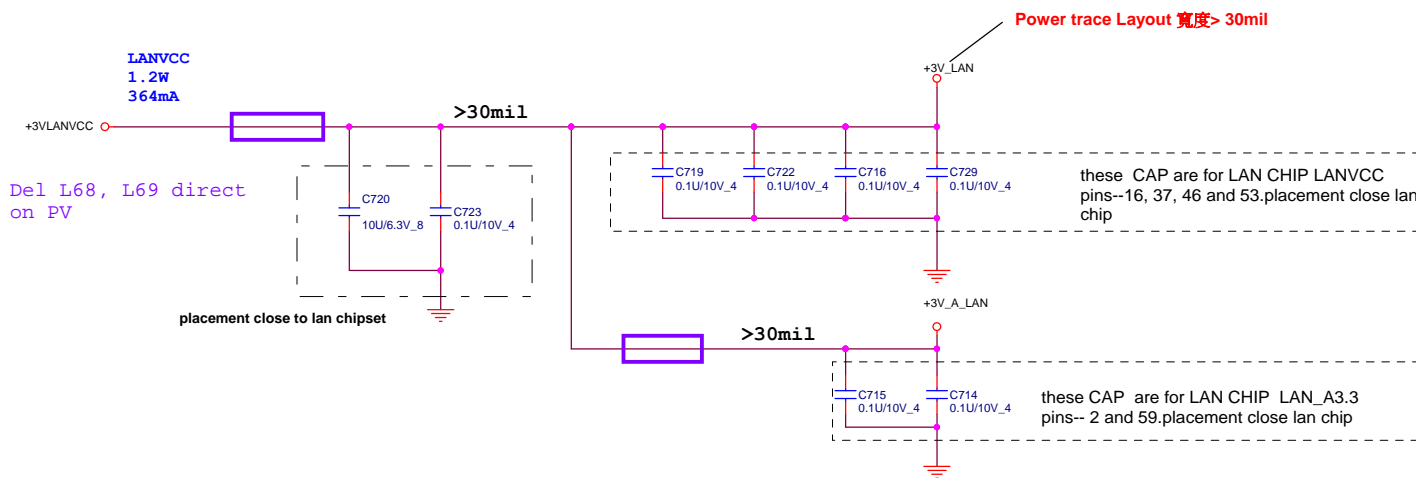 Power trace Layout 寬度> 30mil
LANVCC
1.2W
364mA
+3V_LAN
+3VLANVCC
>30mil
Del L68, L69 direct
on PV
C720
10U/6.3V_8
C723
0.1U/10V_4
placement close to lan chipset
C719
0.1U/10V_4
C722
0.1U/10V_4
C716
0.1U/10V_4
C729
0.1U/10V_4
these CAP are for LAN CHIP LANVCC
pins--16, 37, 46 and 53.placement close lan
chip
+3V_A_LAN
>30mil
C715
0.1U/10V_4
C714
0.1U/10V_4
these CAP are for LAN CHIP LAN_A3.3
pins-- 2 and 59.placement close lan chip